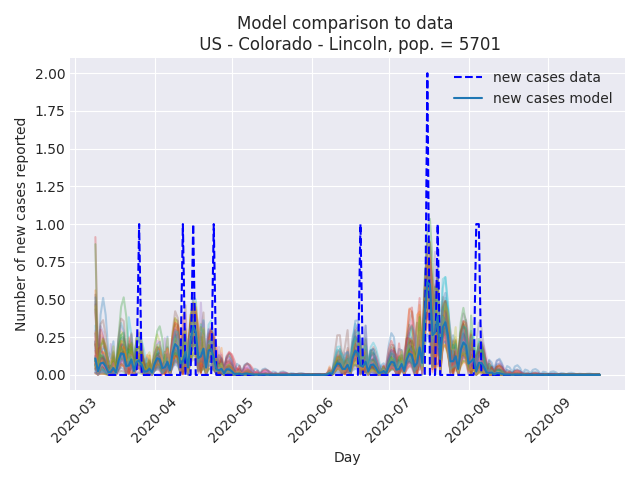 Model comparison to data
US - Colorado - Lincoln, pop. = 5701
new cases data
new cases model
Number of new cases reported
2.00
1.75
1.50
1.25
1.00
0.75
0.50
0.25
0.00
2020-03
2020-04
2020-05
2020-06
2020-07
2020-08
2020-09
Day